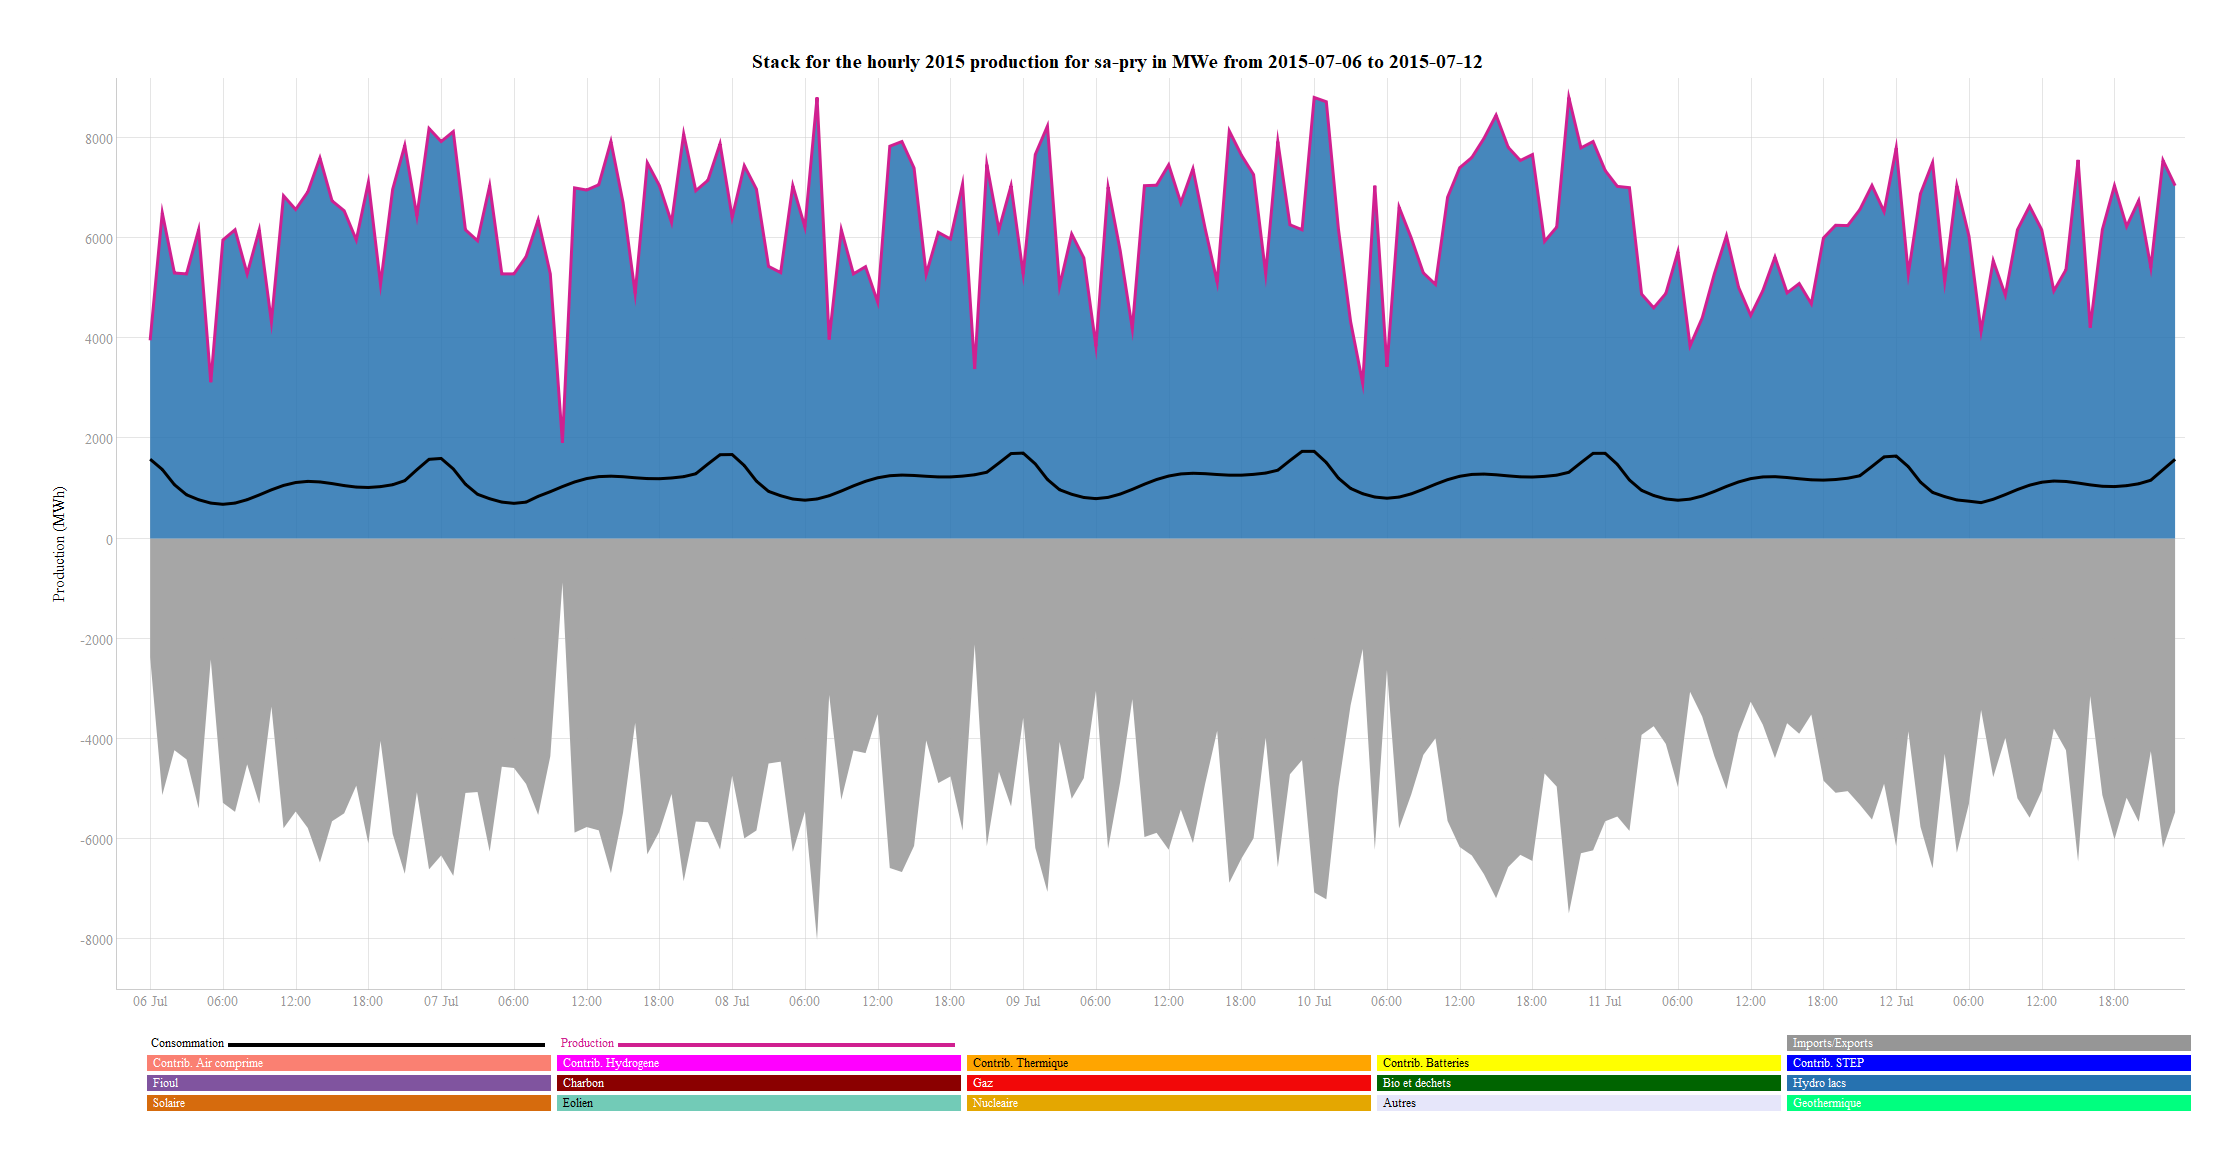 Stack for the hourly 2015 production for sa-pry in MWe from 2015-07-06 to 2015-07-12
Production (MWh)
8000
6000
4000
2000
0
-2000
-4000
-6000
-8000
06 Jul 06:00 12:00 18:00 07 Jul 06:00 12:00 18:00 08 Jul 06:00 12:00 18:00 09 Jul 06:00 12:00 18:00 10 Jul 06:00 12:00 18:00 11 Jul 06:00 12:00 18:00 12 Jul 06:00 12:00 18:00
Consommation Production Imports/Exports
Contrib. Air comprime Contrib. Hydrogene Contrib. Thermique Contrib. Batteries Contrib. STEP
Fioul Charbon Gaz Bio et dechets Hydro lacs
Solaire Eolien Nucleaire Autres Geothermique